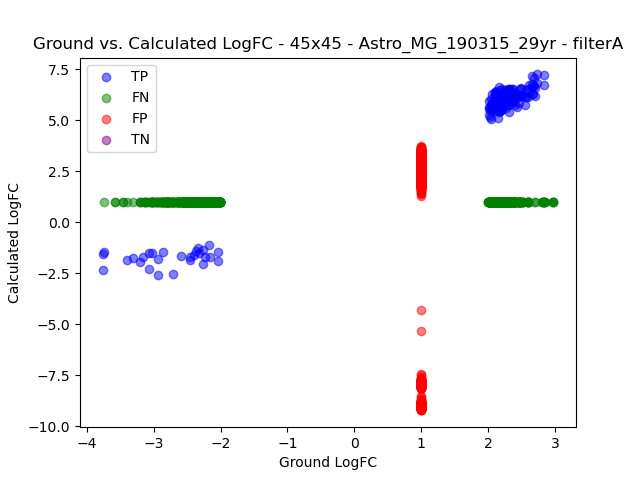 Ground vs. Calculated LogFC - 45x45 - Astro_MG_190315_29yr - filterA
TP
FN
FP
TN
7.5
5.0
2.5
0.0
−2.5
−5.0
−7.5
−10.0
Calculated LogFC
−4
−3
−2
−1
0
1
2
3
Ground LogFC